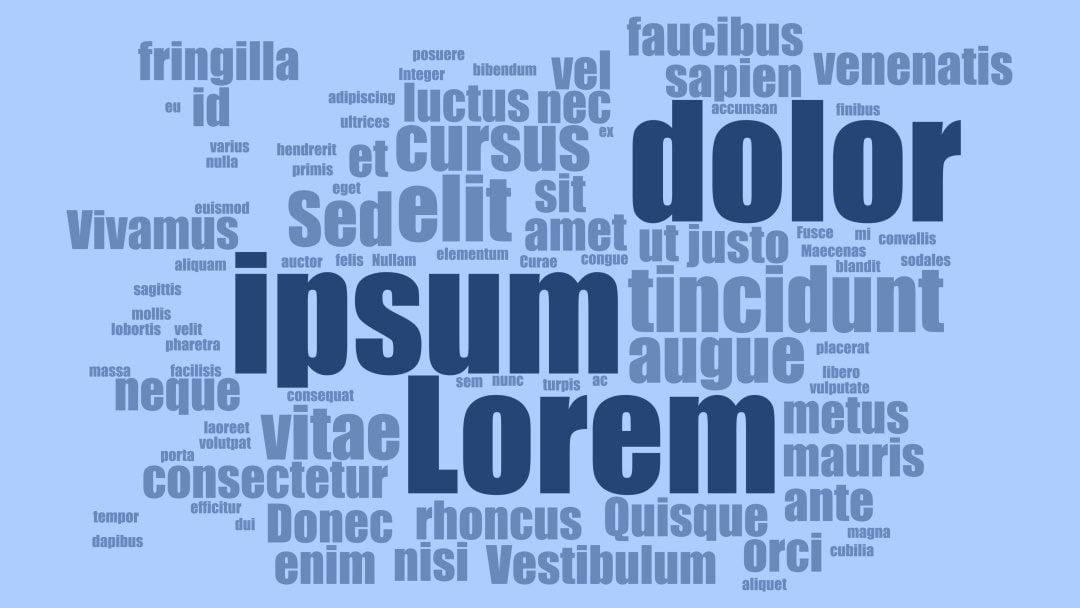 faucibus
fringilla
posuere
vel
venenatis
Integer
bibendum
sapien
id
eu
adipiscing
luctus
nec
accumsan
finibus
ultrices
ex
dolor
varius
hendrerit
et
cursus
nulla
primis
eget
sit
Sed
elit
euismod
Vivamus
amet
ut
justo
Fusce
mi
convallis
Maecenas
aliquam
auctor
felis
Nullam
elementum
Curae
congue
blandit
sodales
ipsum
tincidunt
sagittis
mollis
lobortis
velit
pharetra
augue
placerat
massa
facilisis
libero
neque
consequat
sem
nunc
turpis
ac
vulputate
laoreet
volutpat
vitae
Lorem
metus
porta
mauris
consectetur
efficitur
ante
tempor
dui
Donec
rhoncus
Quisque
magna
dapibus
enim
nisi
Vestibulum
orci
cubilia
aliquet